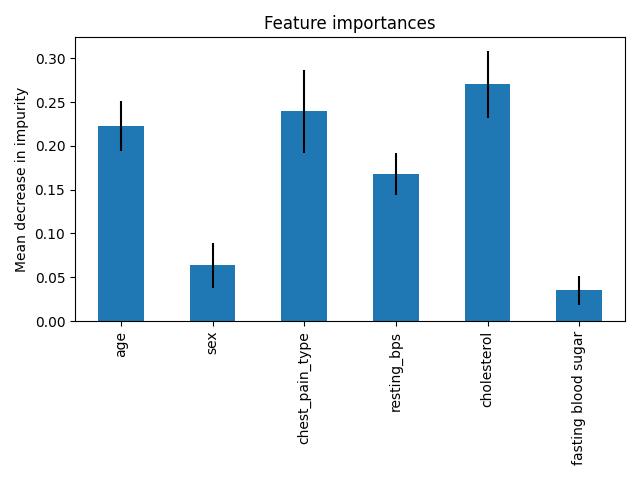 Feature importances
Mean decrease in impurity
0.30
0.25
0.20
0.15
0.10
0.05
0.00
age
sex
chest_pain_type
resting_bps
cholesterol
fasting blood sugar